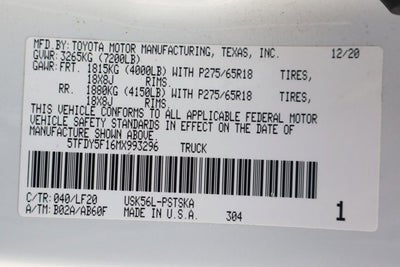 MFD.BY: TOYOTA MOTOR MANUFACTURING, TEXAS, INC. 12/20
GVWR: 3265KG (7200LB)
GAWR: FRT. 1815KG (4000LB) WITH P275/65R18 TIRES,
18X8J RIMS
RR. 1880KG (4150LB) WITH P275/65R18 TIRES,
18X8J RIMS
THIS VEHICLE CONFORMS TO ALL APPLICABLE FEDERAL MOTOR
VEHICLE SAFETY STANDARDS IN EFFECT ON THE DATE OF
MANUFACTURE SHOWN ABOVE.
5TFDY5F16MX993296 TRUCK
C/TR: 040/LF20 USK56L-PSTSKA
A/TM: B02A/AB60F MADE IN U.S.A. 304 1